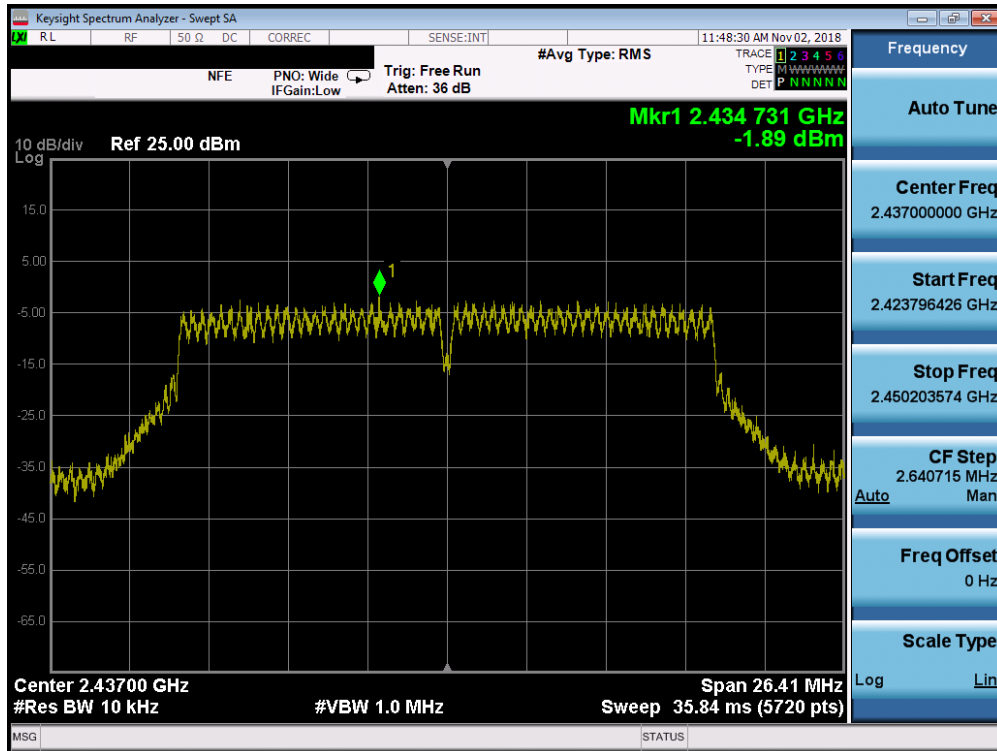 Keysight Spectrum Analyzer - Swept SA
LXI RL RF 50 Ω DC CORREC SENSE:INT 11:48:30 AM Nov 02, 2018
#Avg Type: RMS TRACE 1 2 3 4 5 6
NFE PNO: Wide Trig: Free Run TYPE M WWWWW
IFGain:Low Atten: 36 dB DET P N N N N N
Frequency
Mkr1 2.434 731 GHz
-1.89 dBm
10 dB/div Ref 25.00 dBm
Log
15.0
5.00
-5.00
-15.0
-25.0
-35.0
-45.0
-55.0
-65.0
1
Center 2.43700 GHz Span 26.41 MHz
#Res BW 10 kHz #VBW 1.0 MHz Sweep 35.84 ms (5720 pts)
Auto Tune
Center Freq
2.437000000 GHz
Start Freq
2.423796426 GHz
Stop Freq
2.450203574 GHz
CF Step
2.640715 MHz
Auto Man
Freq Offset
0 Hz
Scale Type
Log Lin
MSG STATUS